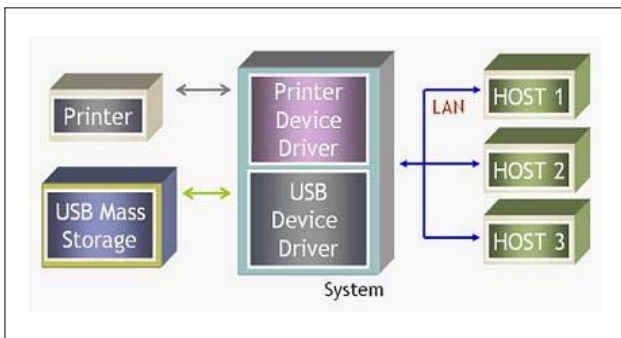 Printer
USB Mass
Storage
Printer
Device
Driver
USB
Device
Driver
System
LAN
HOST 1
HOST 2
HOST 3